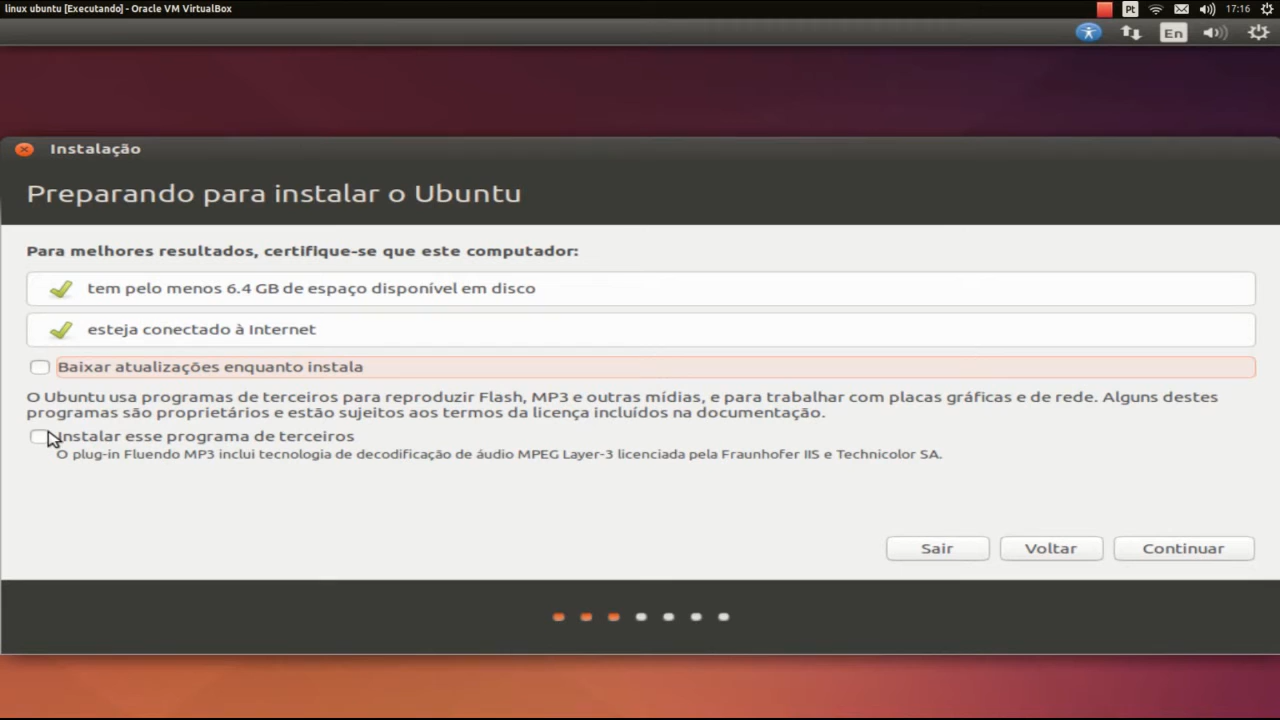 linux ubuntu [Executando] - Oracle VM VirtualBox
Pt
17:16
En
Instalação
Preparando para instalar o Ubuntu
Para melhores resultados, certifique-se que este computador:
tem pelo menos 6.4 GB de espaço disponível em disco
esteja conectado à Internet
Baixar atualizações enquanto instala
O Ubuntu usa programas de terceiros para reproduzir Flash, MP3 e outras mídias, e para trabalhar com placas gráficas e de rede. Alguns destes
programas são proprietários e estão sujeitos aos termos da licença incluídos na documentação.
Instalar esse programa de terceiros
O plug-in Fluendo MP3 inclui tecnologia de decodificação de áudio MPEG Layer-3 licenciada pela Fraunhofer IIS e Technicolor SA.
Sair
Voltar
Continuar